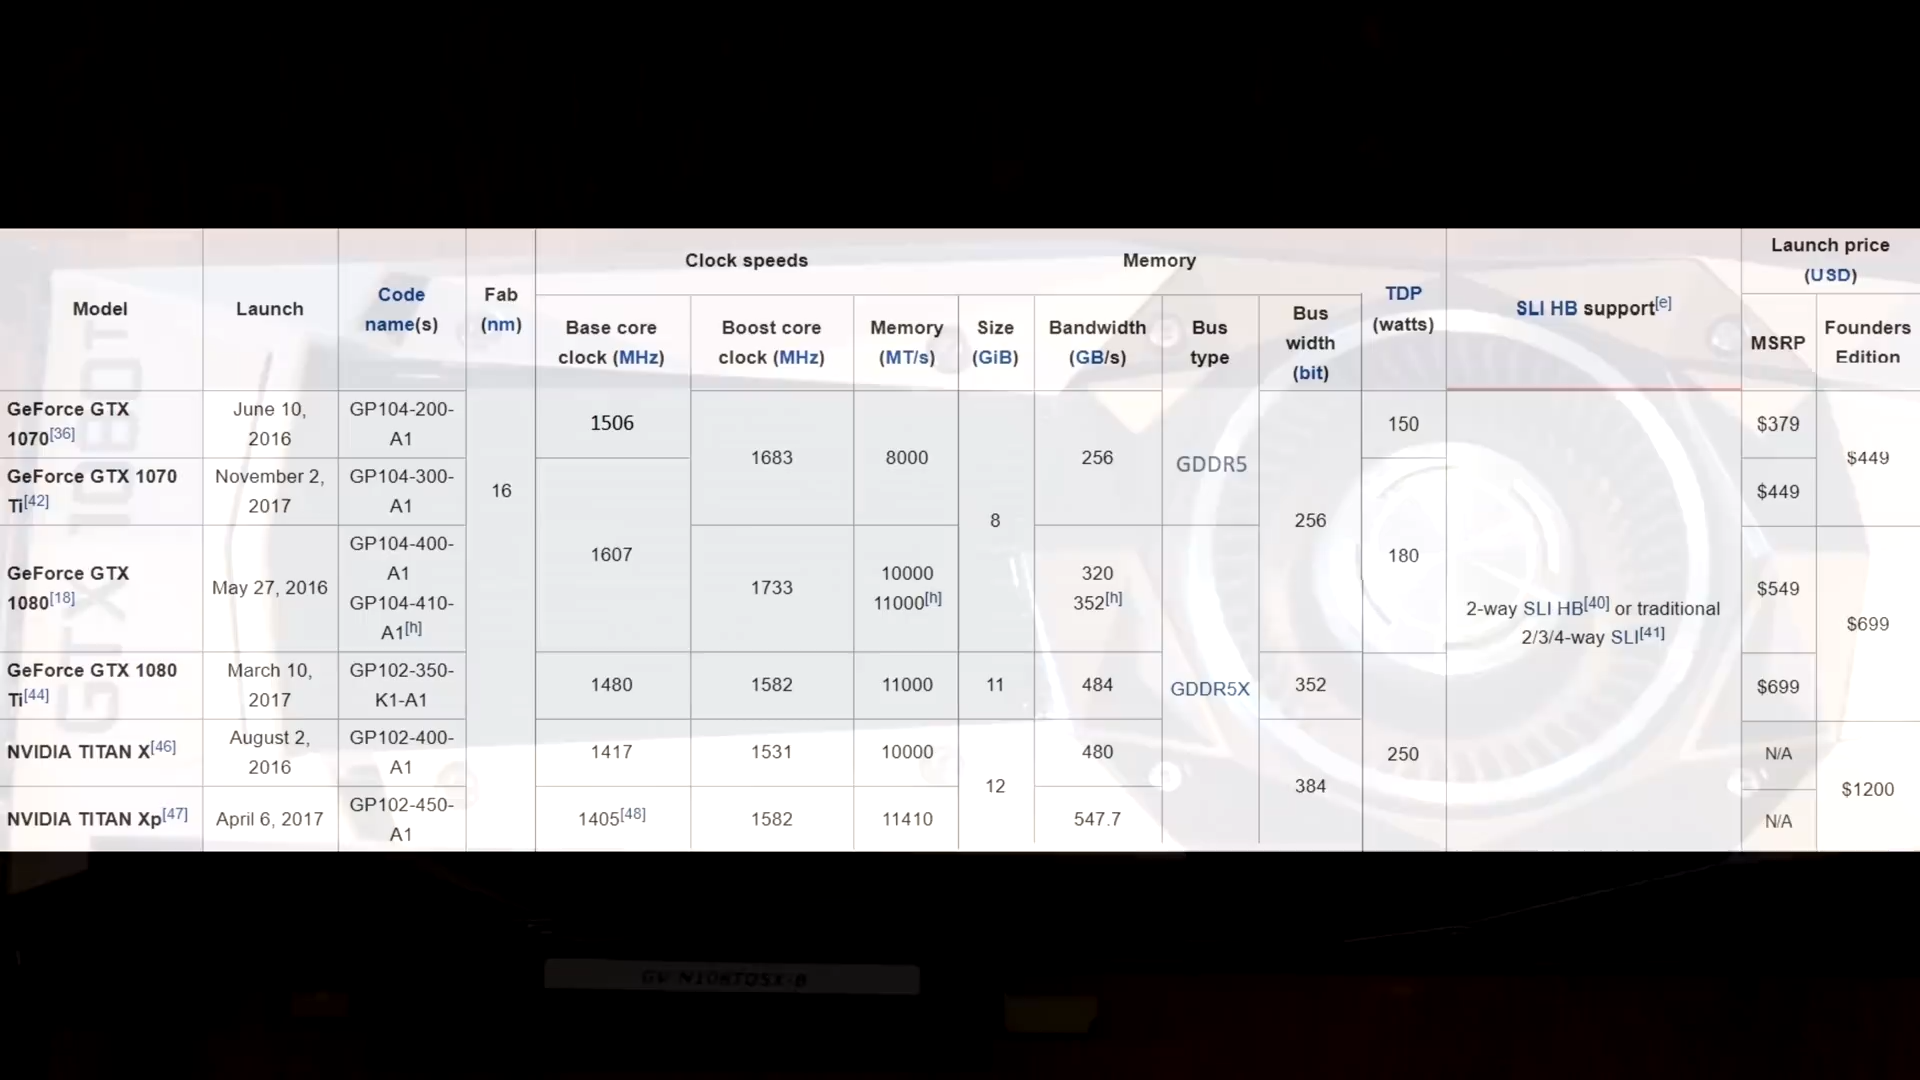 Model
Launch
Code
name(s)
Fab
(nm)
Clock speeds
Memory
TDP
(watts)
SLI HB support[e]
Launch price
(USD)
Base core
clock (MHz)
Boost core
clock (MHz)
Memory
(MT/s)
Size
(GiB)
Bandwidth
(GB/s)
Bus
type
Bus
width
(bit)
MSRP
Founders
Edition
GeForce GTX
1070[36]
June 10,
2016
GP104-200-
A1
16
1506
1683
8000
8
256
GDDR5
256
150
2-way SLI HB[40] or traditional
2/3/4-way SLI[41]
$379
$449
GeForce GTX 1070
Ti[42]
November 2,
2017
GP104-300-
A1
1607
180
$449
GeForce GTX
1080[18]
May 27, 2016
GP104-400-
A1
GP104-410-
A1[h]
1733
10000
11000[h]
320
352[h]
GDDR5X
$549
$699
GeForce GTX 1080
Ti[44]
March 10,
2017
GP102-350-
K1-A1
1480
1582
11000
11
484
352
250
$699
NVIDIA TITAN X[46]
August 2,
2016
GP102-400-
A1
1417
1531
10000
12
480
384
N/A
$1200
NVIDIA TITAN Xp[47]
April 6, 2017
GP102-450-
A1
1405[48]
1582
11410
547.7
N/A
GTX 1080T